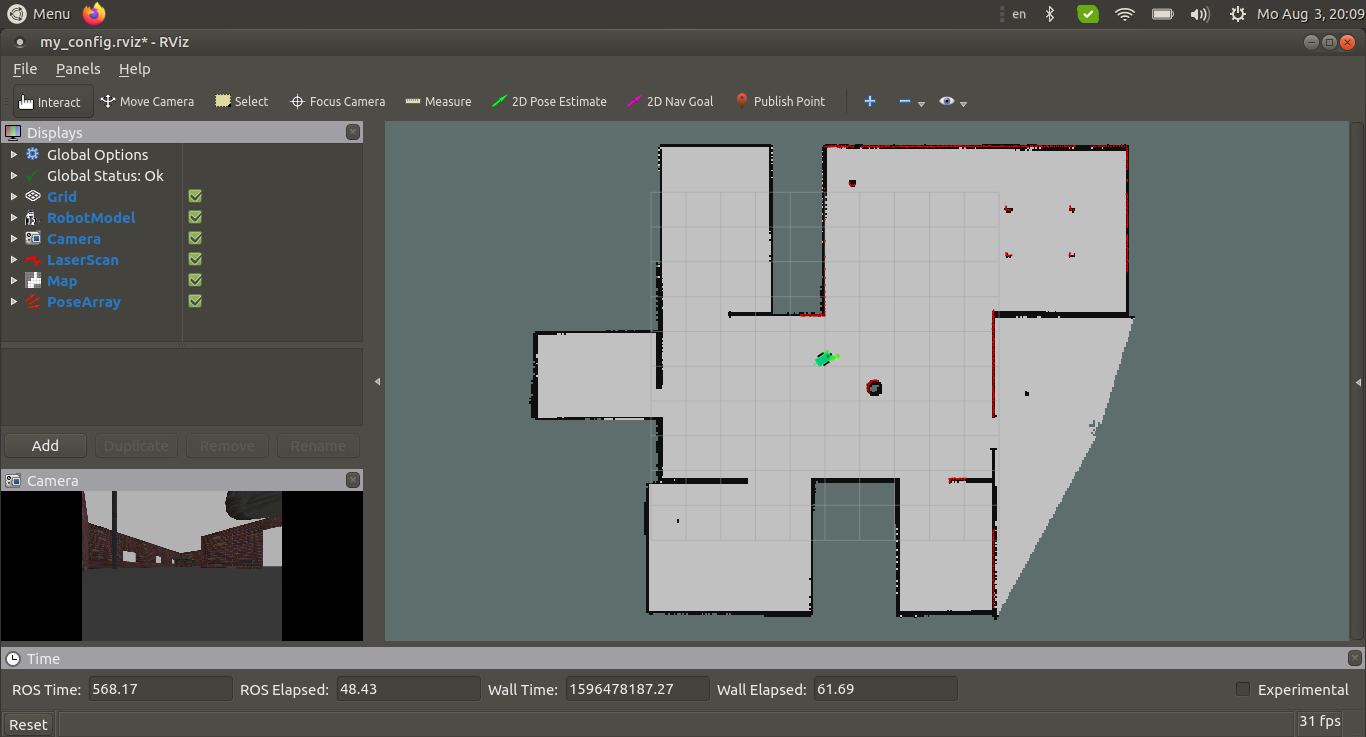 Menu en Mo Aug 3, 20:09
my_config.rviz* - RViz
File Panels Help
Interact Move Camera Select Focus Camera Measure 2D Pose Estimate 2D Nav Goal Publish Point
Displays
Global Options
Global Status: Ok
Grid
RobotModel
Camera
LaserScan
Map
PoseArray
Add Duplicate Remove Rename
Camera
Time
ROS Time: 568.17 ROS Elapsed: 48.43 Wall Time: 1596478187.27 Wall Elapsed: 61.69 Experimental
Reset 31 fps